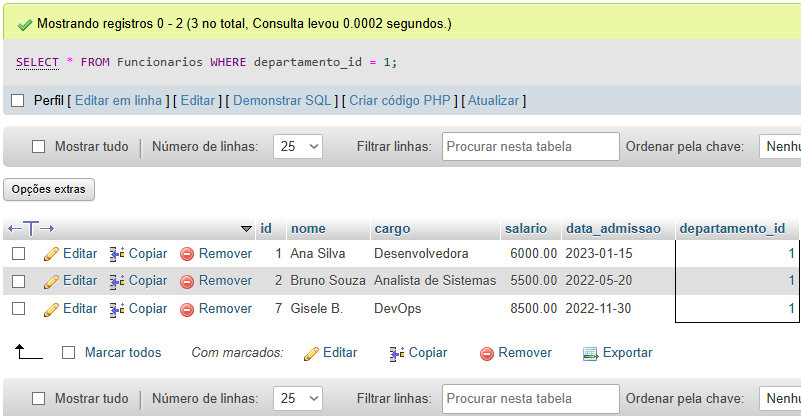 Mostrando registros 0 - 2 (3 no total, Consulta levou 0.0002 segundos.)
SELECT * FROM Funcionarios WHERE departamento_id = 1;
Perfil [ Editar em linha ] [ Editar ] [ Demonstrar SQL ] [ Criar código PHP ] [ Atualizar ]
Mostrar tudo Número de linhas: 25 Filtrar linhas: Procurar nesta tabela Ordenar pela chave: Nenhu
Opções extras
id nome cargo salario data_admissao departamento_id
Editar Copiar Remover 1 Ana Silva Desenvolvedora 6000.00 2023-01-15 1
Editar Copiar Remover 2 Bruno Souza Analista de Sistemas 5500.00 2022-05-20 1
Editar Copiar Remover 7 Gisele B. DevOps 8500.00 2022-11-30 1
Marcar todos Com marcados: Editar Copiar Remover Exportar
Mostrar tudo Número de linhas: 25 Filtrar linhas: Procurar nesta tabela Ordenar pela chave: Nenhu